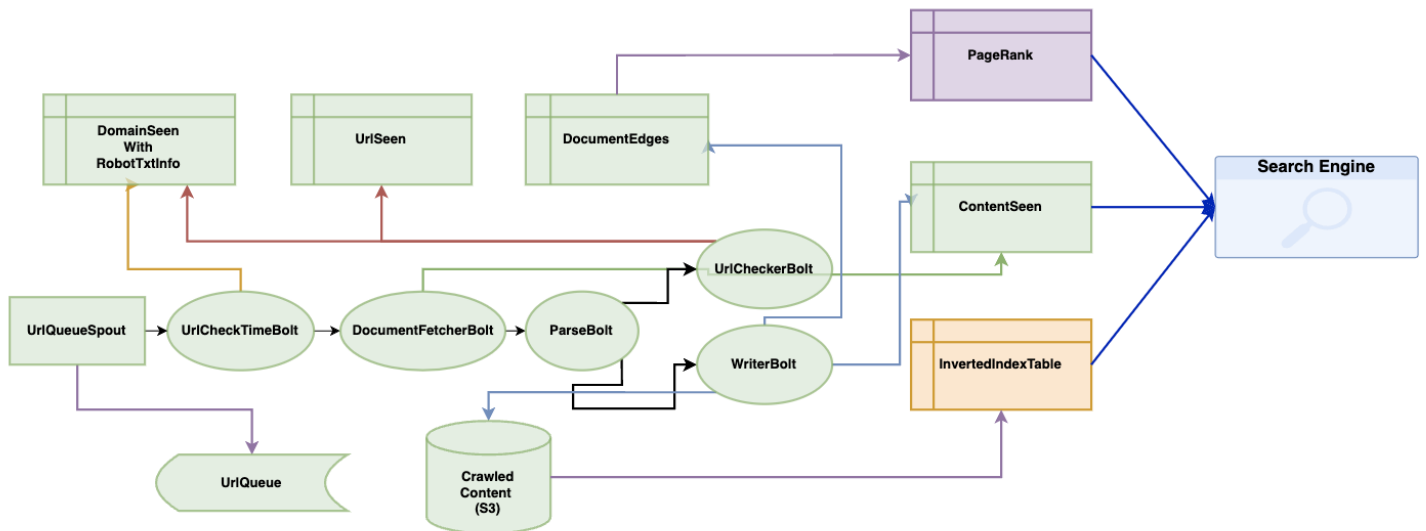 PageRank
DomainSeen
With
RobotTxtInfo
UrlSeen
DocumentEdges
Search Engine
ContentSeen
UrlCheckerBolt
UrlQueueSpout
UrlCheckTimeBolt
DocumentFetcherBolt
ParseBolt
WriterBolt
InvertedIndexTable
UrlQueue
Crawled
Content
(S3)